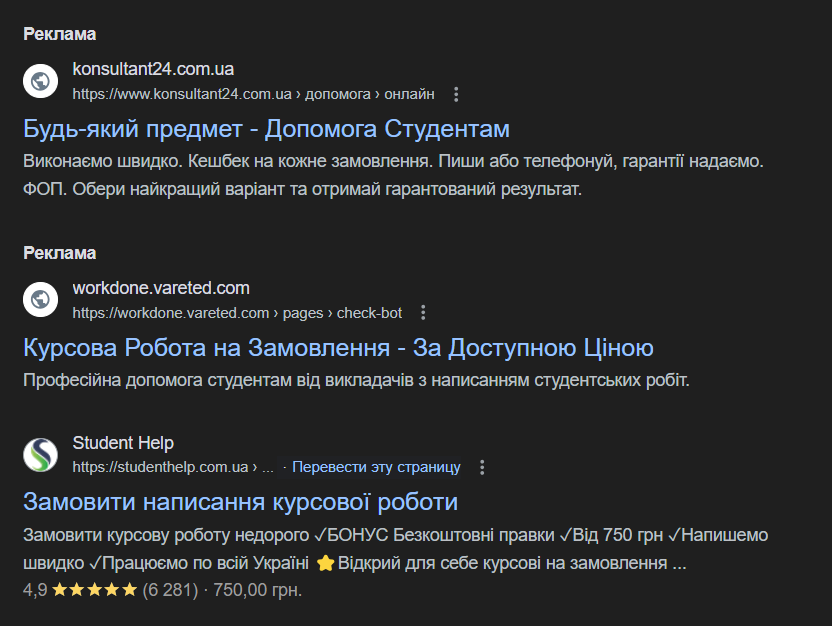 Реклама
konsultant24.com.ua
https://www.konsultant24.com.ua › допомога › онлайн
Будь-який предмет - Допомога Студентам
Виконаємо швидко. Кешбек на кожне замовлення. Пиши або телефонуй, гарантії надаємо.
ФОП. Обери найкращий варіант та отримай гарантований результат.
Реклама
workdone.vareted.com
https://workdone.vareted.com › pages › check-bot
Курсова Робота на Замовлення - За Доступною Ціною
Професійна допомога студентам від викладачів з написанням студентських робіт.
Student Help
https://studenthelp.com.ua › ... · Перевести эту страницу
Замовити написання курсової роботи
Замовити курсову роботу недорого ✓БОНУС Безкоштовні правки ✓Від 750 грн ✓Напишемо
швидко ✓Працюємо по всій Україні ⭐Відкрий для себе курсові на замовлення ...
4,9 ★★★★★ (6 281) · 750,00 грн.